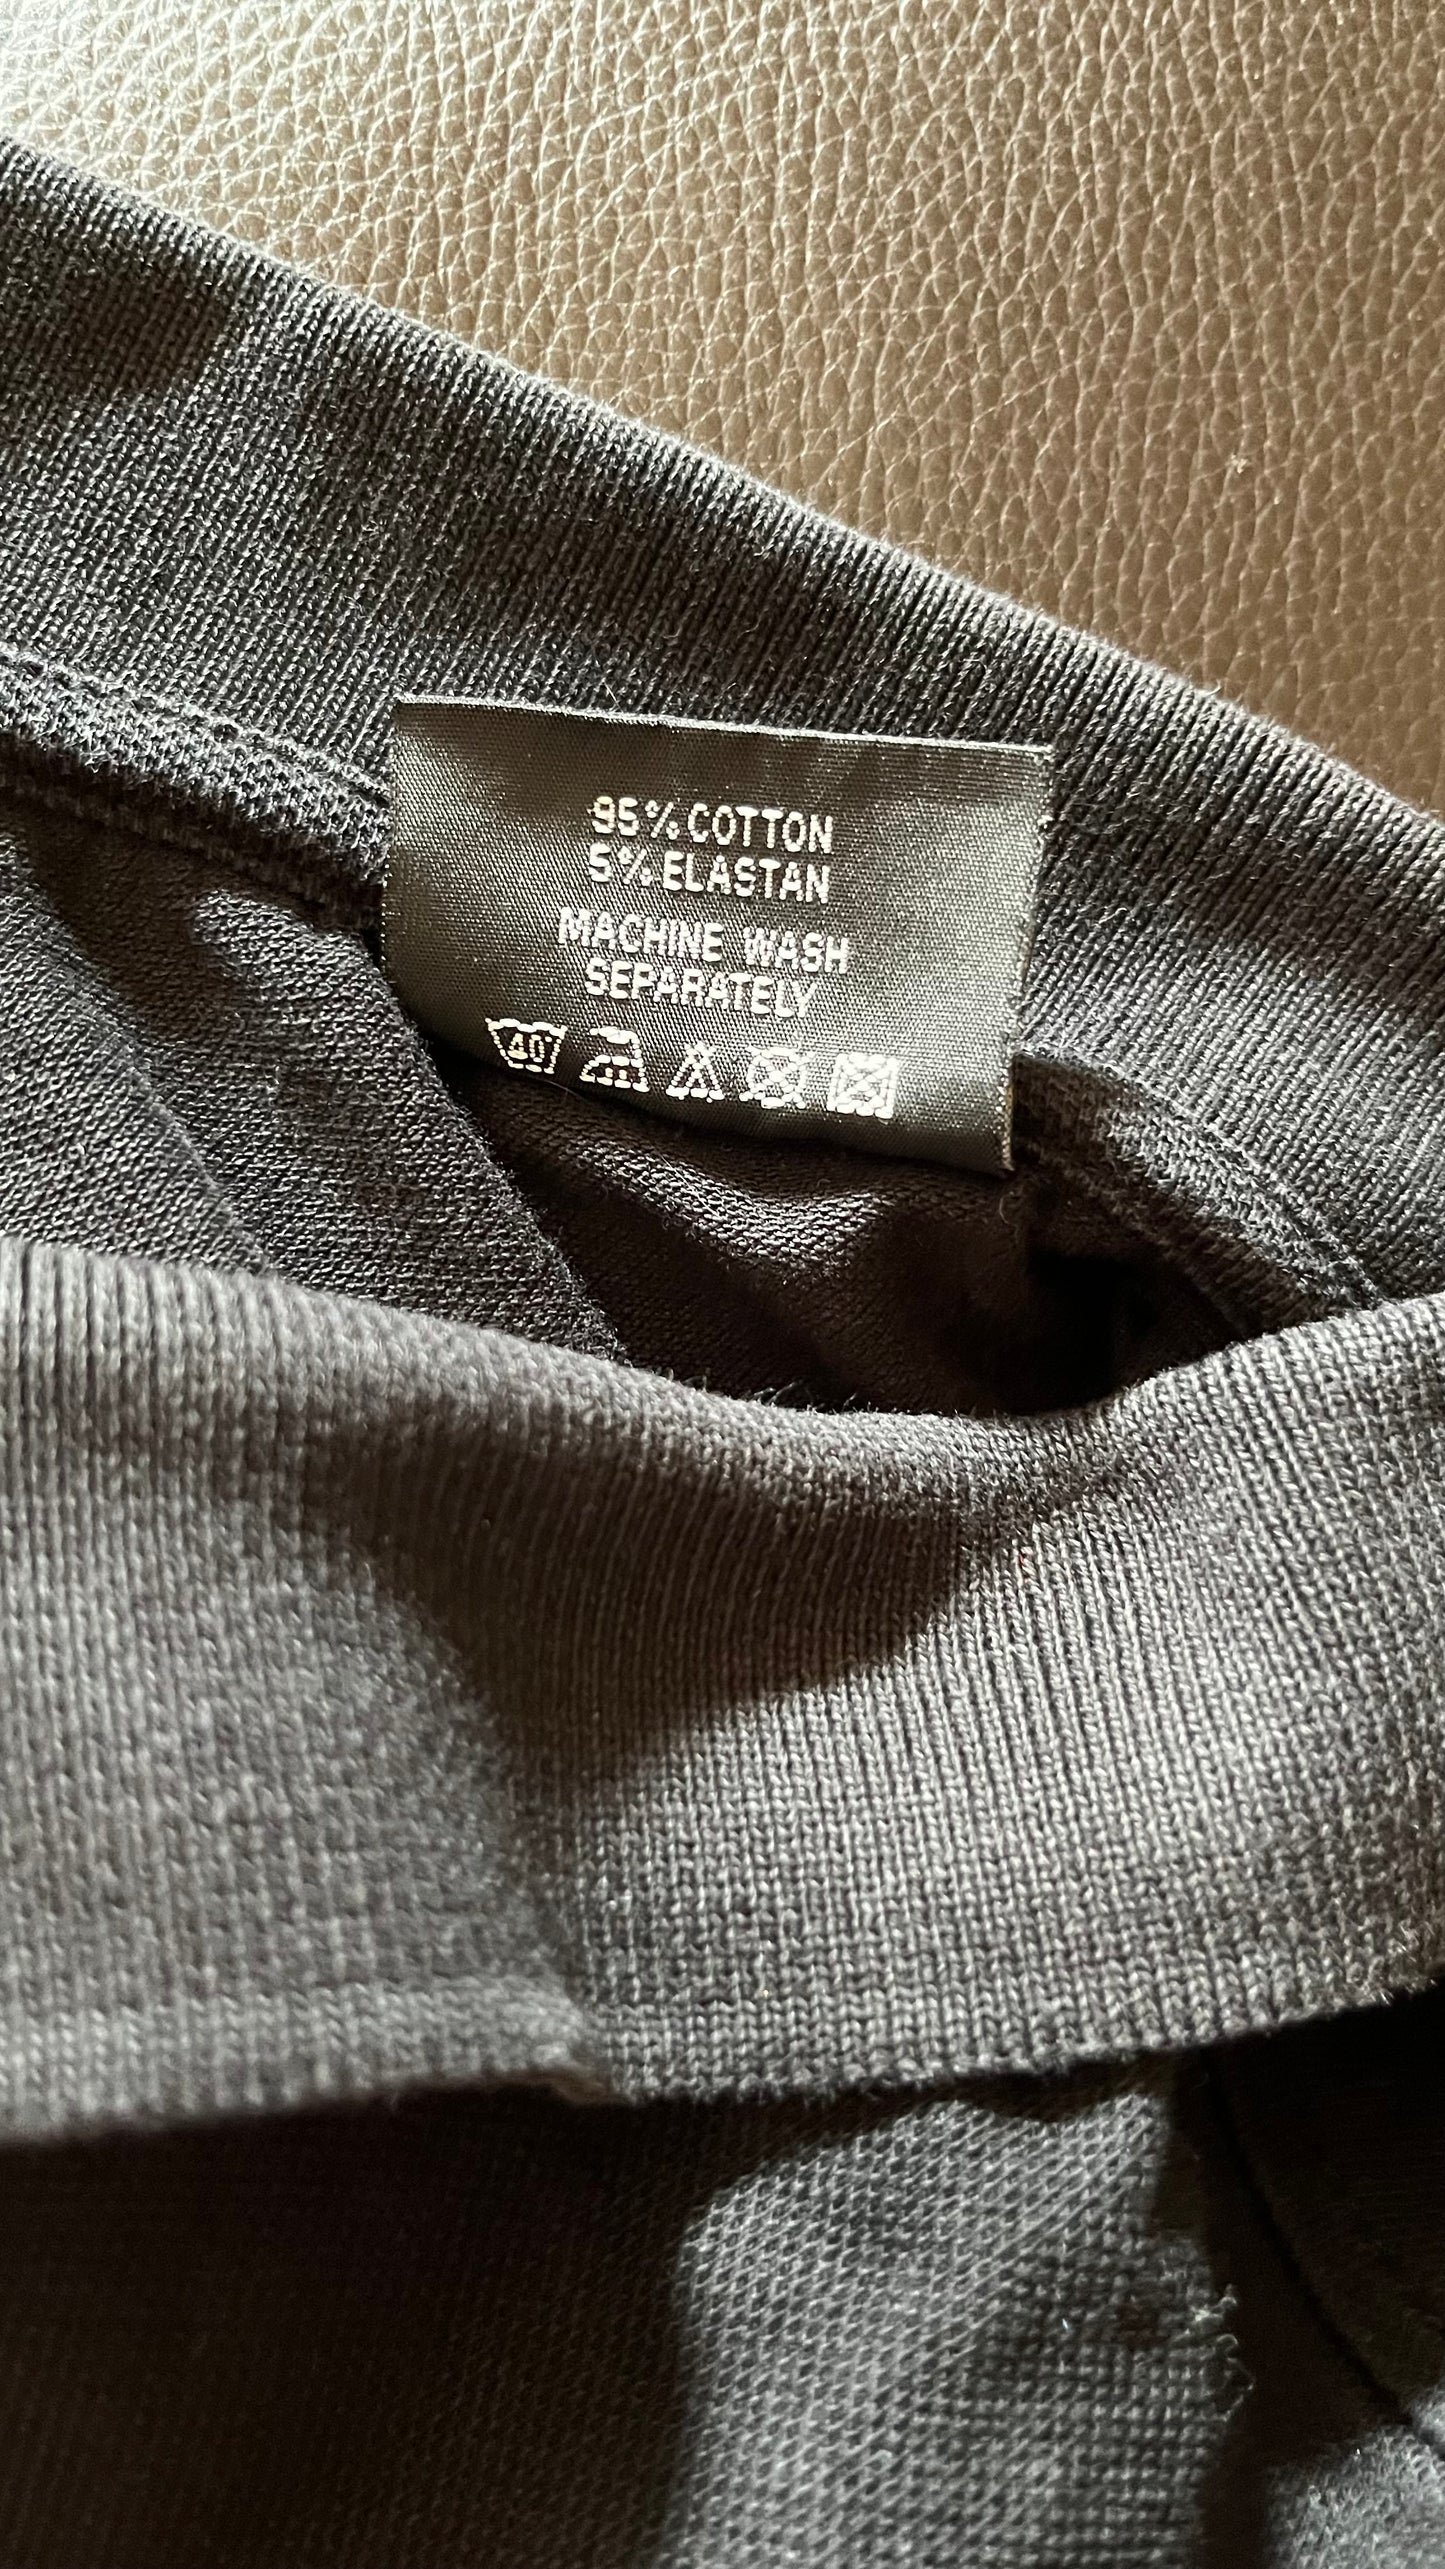 95% COTTON
5% ELASTAN
MACHINE WASH
SEPARATELY
40°